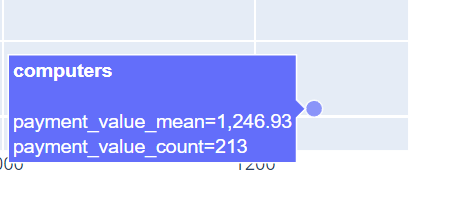 computers
payment_value_mean=1,246.93
payment_value_count=213
1200